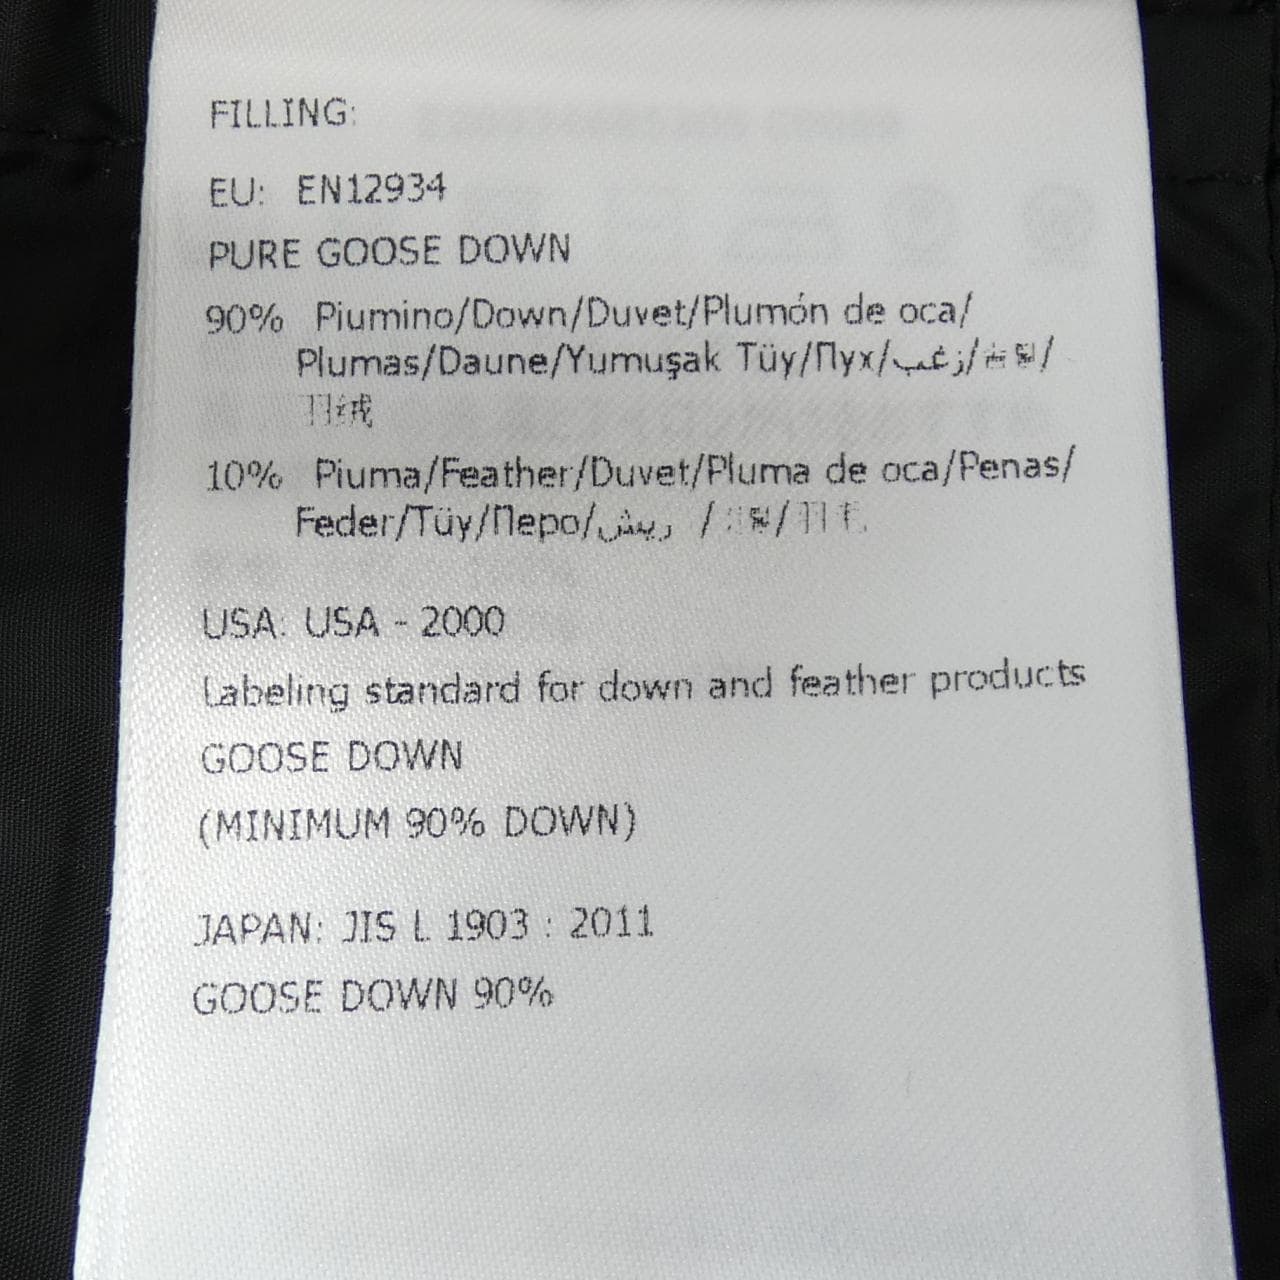 FILLING:
EU: EN12934
PURE GOOSE DOWN
90% Piumino/Down/Duvet/Plumón de oca/
Plumas/Daune/Yumuşak Tüy/Пух/زغب/
羽绒
10% Piuma/Feather/Duvet/Pluma de oca/Penas/
Feder/Tüy/Перо/ريش /羽毛
USA: USA - 2000
Labeling standard for down and feather products
GOOSE DOWN
(MINIMUM 90% DOWN)
JAPAN: JIS L 1903 : 2011
GOOSE DOWN 90%